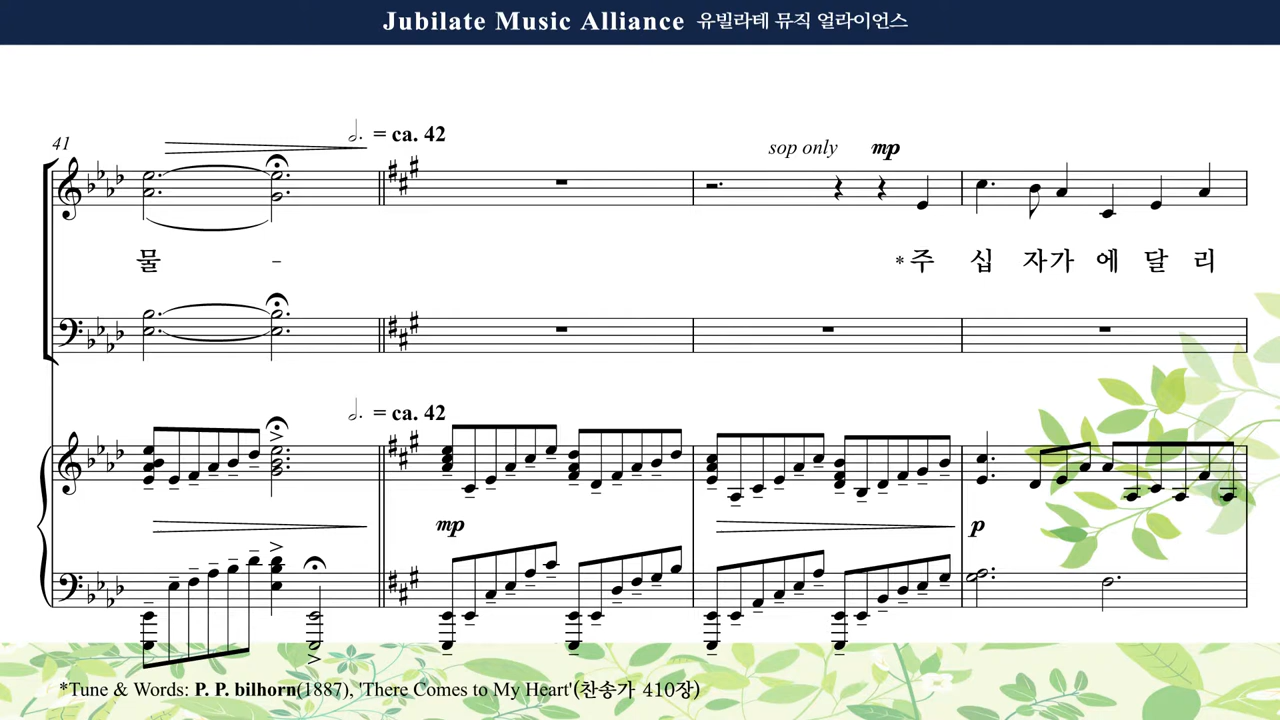 Jubilate Music Alliance 유빌라테 뮤직 얼라이언스
41
𝅗𝅥. = ca. 42
sop only mp
물 - *주 십 자가 에 달 리
𝅗𝅥. = ca. 42
mp p
*Tune & Words: P. P. bilhorn(1887), 'There Comes to My Heart'(찬송가 410장)